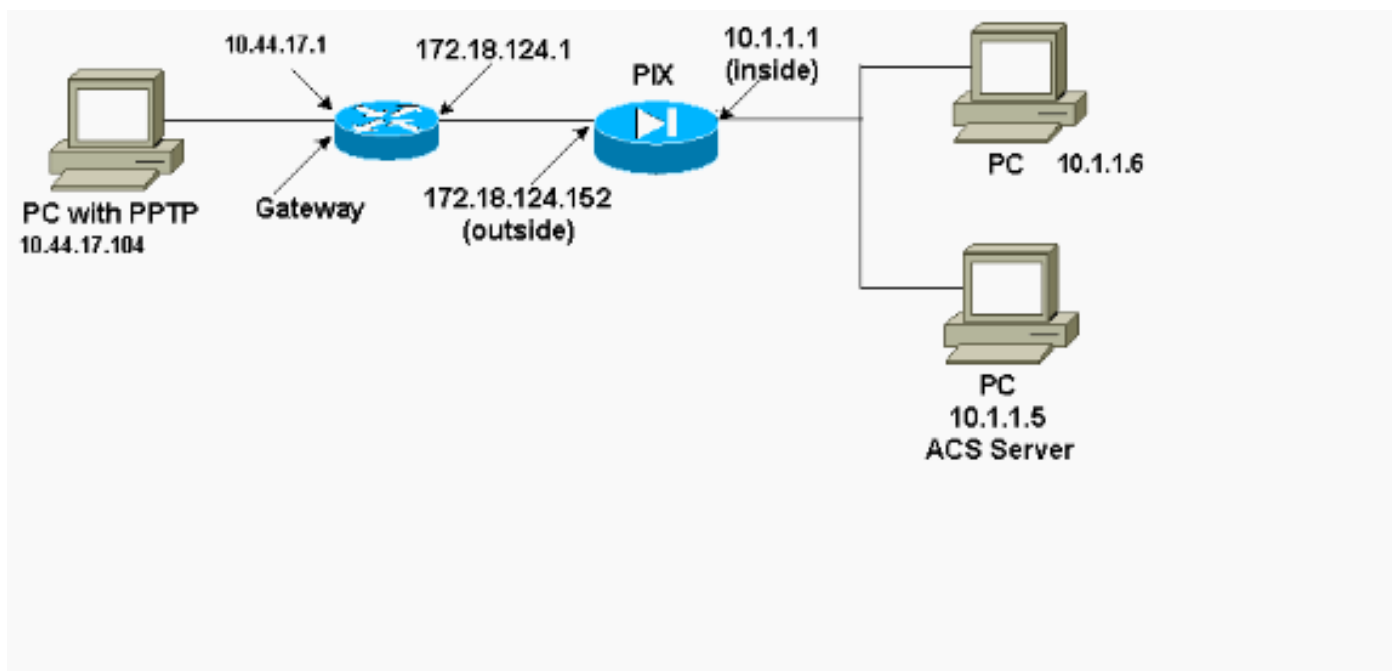 10.44.17.1
172.18.124.1
PIX
10.1.1.1
(inside)
PC with PPTP
10.44.17.104
Gateway
172.18.124.152
(outside)
PC 10.1.1.6
PC
10.1.1.5
ACS Server